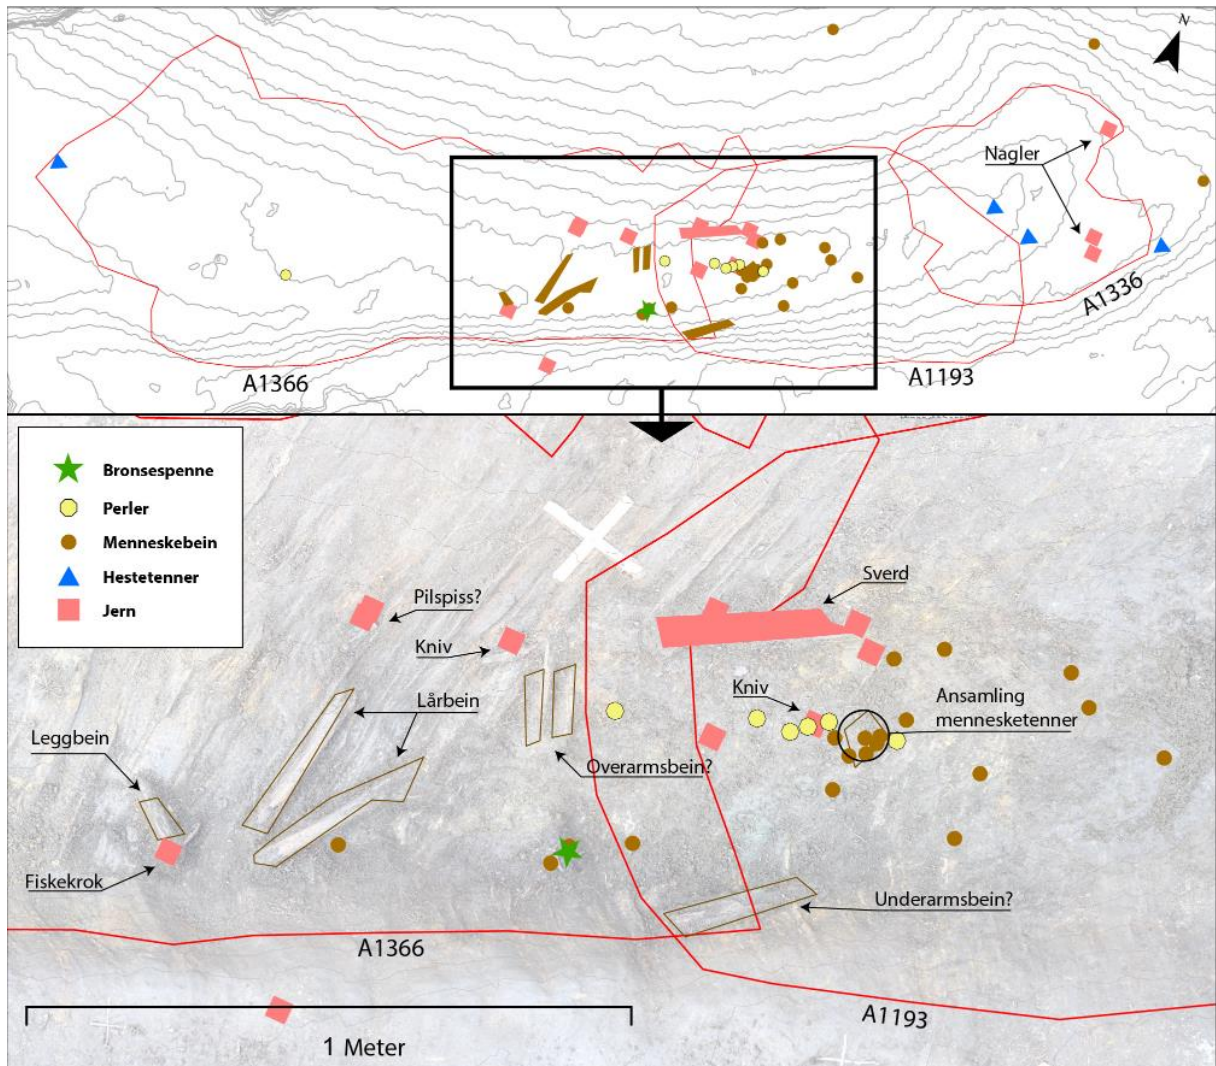 N
Nagler
A1336
A1366
A1193
Bronsespenne
Perler
Menneskebein
Hestetenner
Jern
Sverd
Pilspiss?
Kniv
Kniv
Ansamling
mennesketenner
Lårbein
Leggbein
Overarmsbein?
Fiskekrok
Underarmsbein?
A1366
A1193
1 Meter